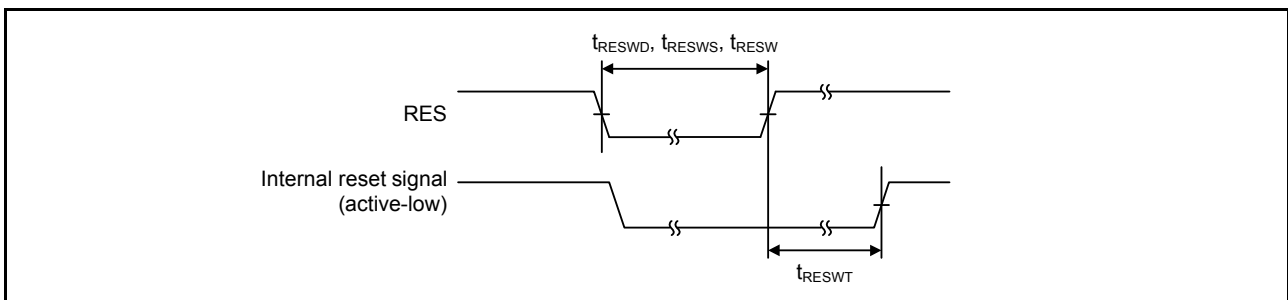 tRESWD, tRESWS, tRESW
RES
Internal reset signal
(active-low)
tRESWT